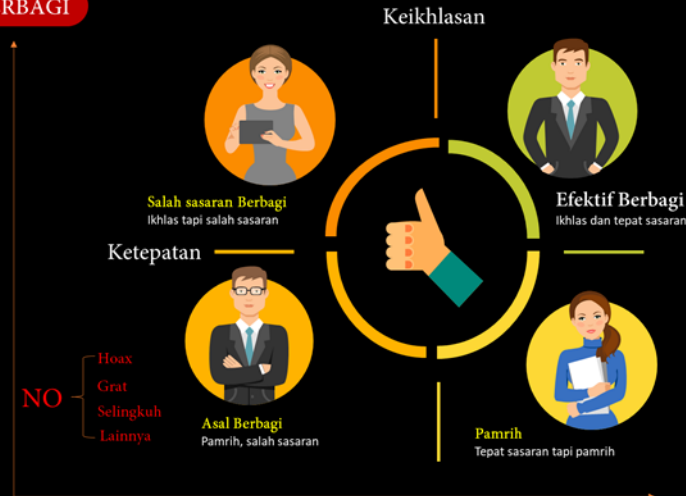 ERBAGI
Keikhlasan
Salah sasaran Berbagi
Ikhlas tapi salah sasaran
Efektif Berbagi
Ikhlas dan tepat sasaran
Ketepatan
NO
Hoax
Grat
Selingkuh
Lainnya
Asal Berbagi
Pamrih, salah sasaran
Pamrih
Tepat sasaran tapi pamrih